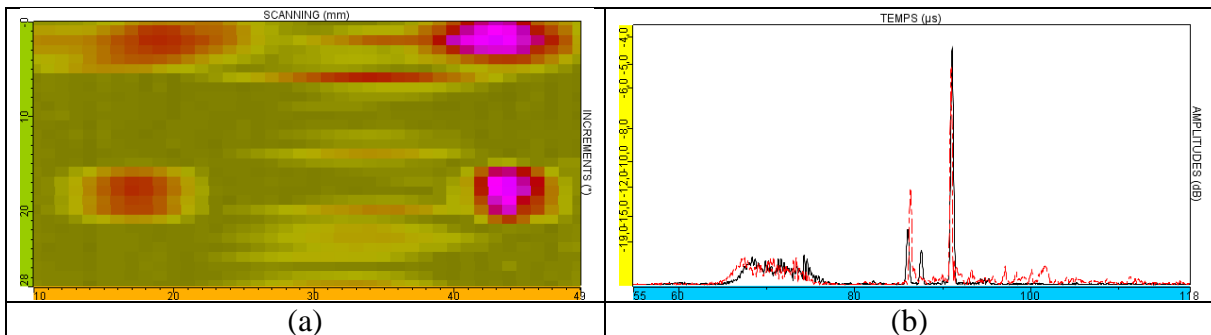 SCANNING (mm)
0
10
20
28
INCREMENTS (°)
10 20 30 40 49
(a)
TEMPS (µs)
-4,0
-5,0
-6,0
-8,0
-10,0
-12,0
-15,0
-19,0
AMPLITUDES (dB)
55 60 80 100 118
(b)